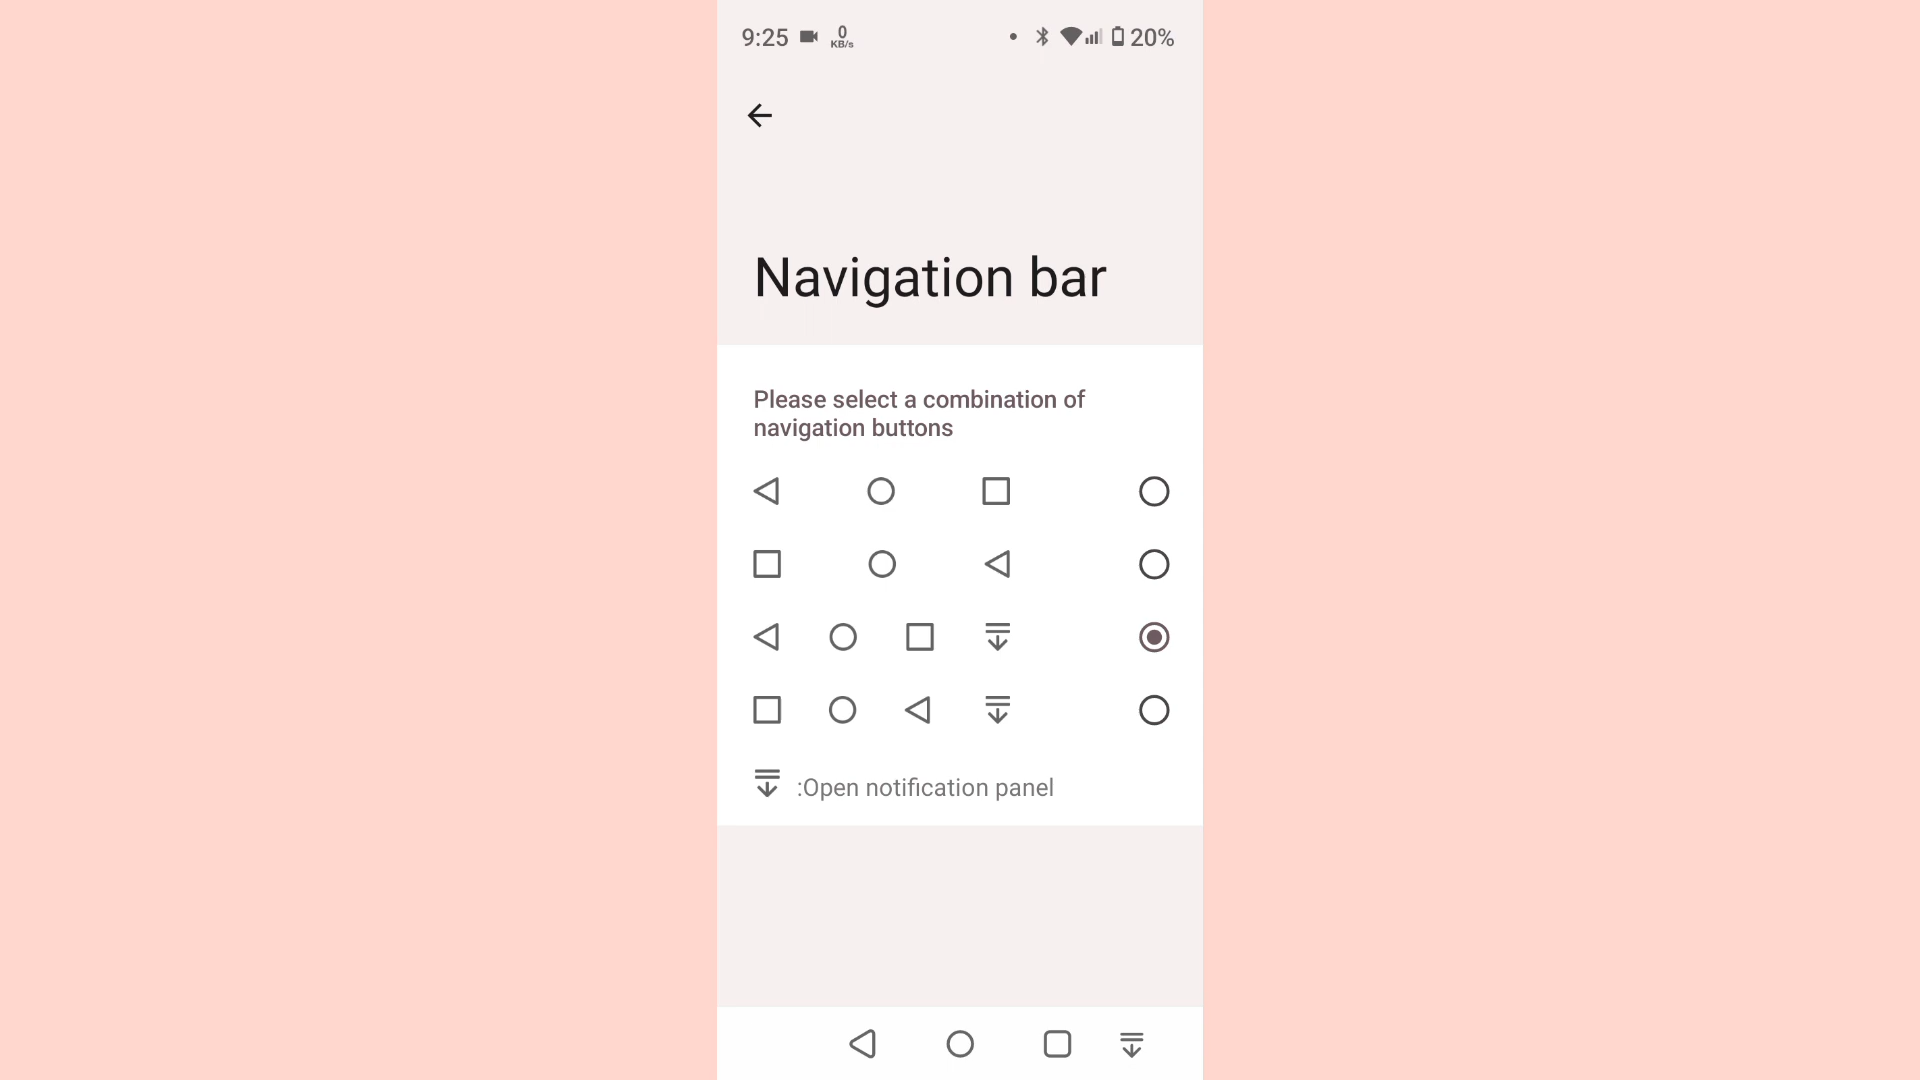 9:25 0 KB/s 20%
Navigation bar
Please select a combination of
navigation buttons
:Open notification panel